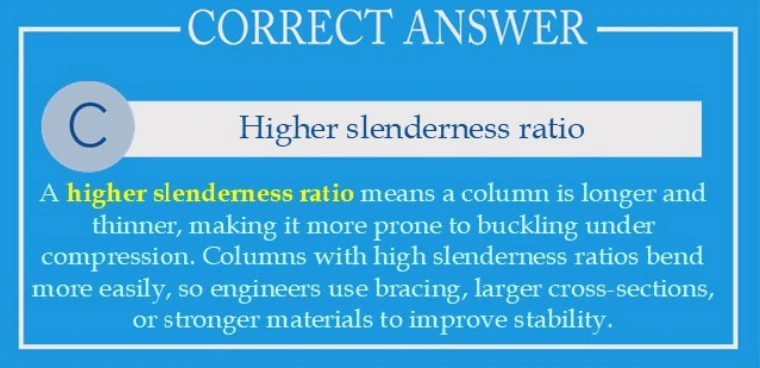 CORRECT ANSWER
C
Higher slenderness ratio
A higher slenderness ratio means a column is longer and
thinner, making it more prone to buckling under
compression. Columns with high slenderness ratios bend
more easily, so engineers use bracing, larger cross-sections,
or stronger materials to improve stability.